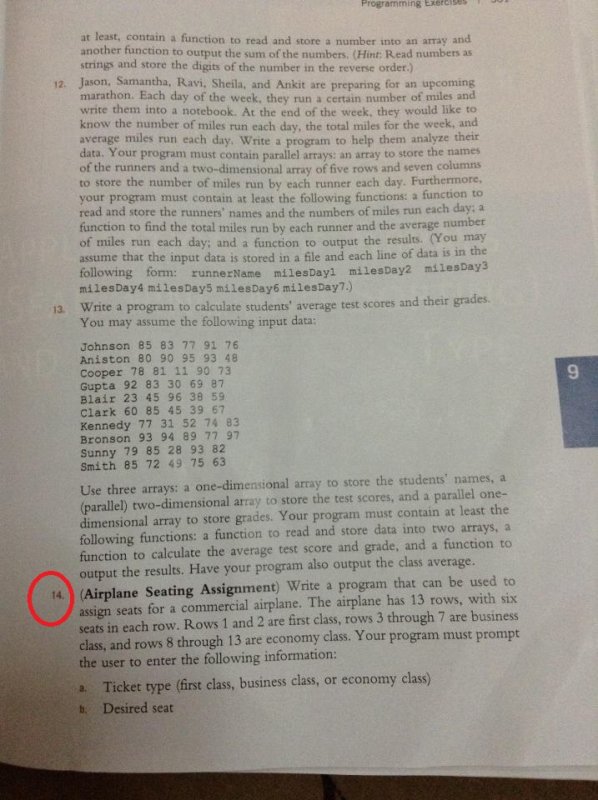 Programming Exercises
at least, contain a function to read and store a number into an array and
another function to output the sum of the numbers. (Hint: Read numbers as
strings and store the digits of the number in the reverse order.)
12. Jason, Samantha, Ravi, Sheila, and Ankit are preparing for an upcoming
marathon. Each day of the week, they run a certain number of miles and
write them into a notebook. At the end of the week, they would like to
know the number of miles run each day, the total miles for the week, and
average miles run each day. Write a program to help them analyze their
data. Your program must contain parallel arrays: an array to store the names
of the runners and a two-dimensional array of five rows and seven columns
to store the number of miles run by each runner each day. Furthermore,
your program must contain at least the following functions: a function to
read and store the runners' names and the numbers of miles run each day; a
function to find the total miles run by each runner and the average number
of miles run each day; and a function to output the results. (You may
assume that the input data is stored in a file and each line of data is in the
following form: runnerName milesDay1 milesDay2 milesDay3
milesDay4 milesDay5 milesDay6 milesDay7.)
13. Write a program to calculate students' average test scores and their grades.
You may assume the following input data:
Johnson 85 83 77 91 76
Aniston 80 90 95 93 48
Cooper 78 81 11 90 73
Gupta 92 83 30 69 87
Blair 23 45 96 38 59
Clark 60 85 45 39 67
Kennedy 77 31 52 74 83
Bronson 93 94 89 77 97
Sunny 79 85 28 93 82
Smith 85 72 49 75 63
9
Use three arrays: a one-dimensional array to store the students' names, a
(parallel) two-dimensional array to store the test scores, and a parallel one-
dimensional array to store grades. Your program must contain at least the
following functions: a function to read and store data into two arrays, a
function to calculate the average test score and grade, and a function to
output the results. Have your program also output the class average.
14. (Airplane Seating Assignment) Write a program that can be used to
assign seats for a commercial airplane. The airplane has 13 rows, with six
seats in each row. Rows 1 and 2 are first class, rows 3 through 7 are business
class, and rows 8 through 13 are economy class. Your program must prompt
the user to enter the following information:
a. Ticket type (first class, business class, or economy class)
b. Desired seat